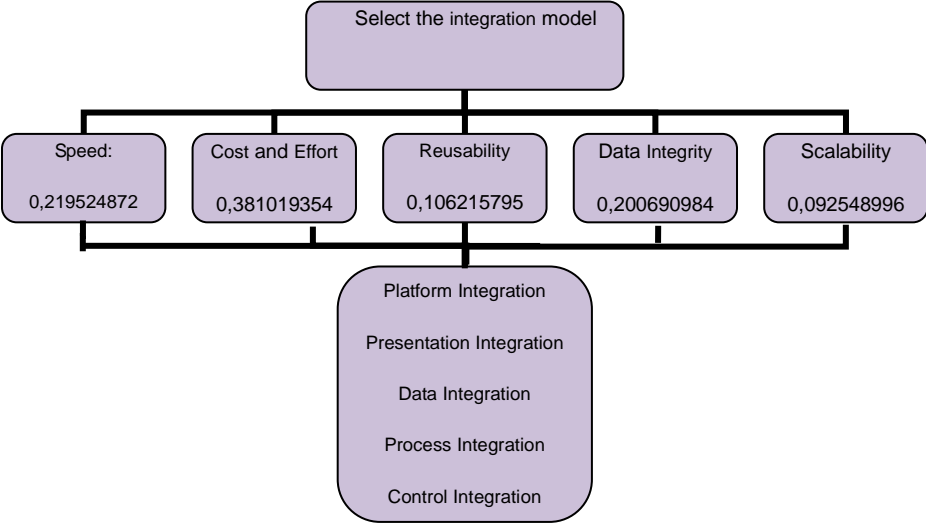 Select the integration model
Speed:
0,219524872
Cost and Effort
0,381019354
Reusability
0,106215795
Data Integrity
0,200690984
Scalability
0,092548996
Platform Integration
Presentation Integration
Data Integration
Process Integration
Control Integration